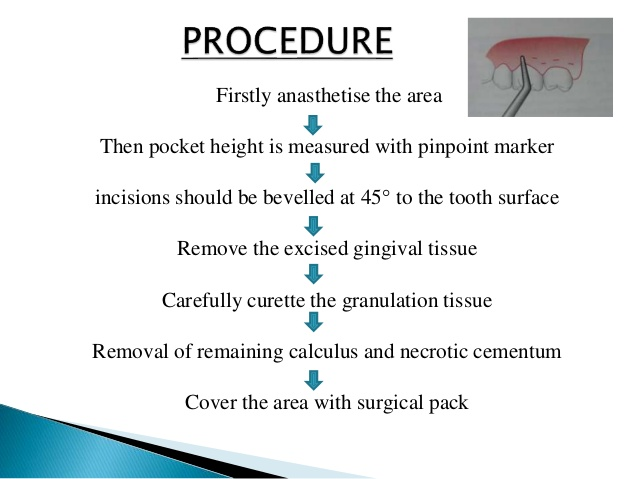 PROCEDURE
Firstly anasthetise the area
Then pocket height is measured with pinpoint marker
incisions should be bevelled at 45° to the tooth surface
Remove the excised gingival tissue
Carefully curette the granulation tissue
Removal of remaining calculus and necrotic cementum
Cover the area with surgical pack